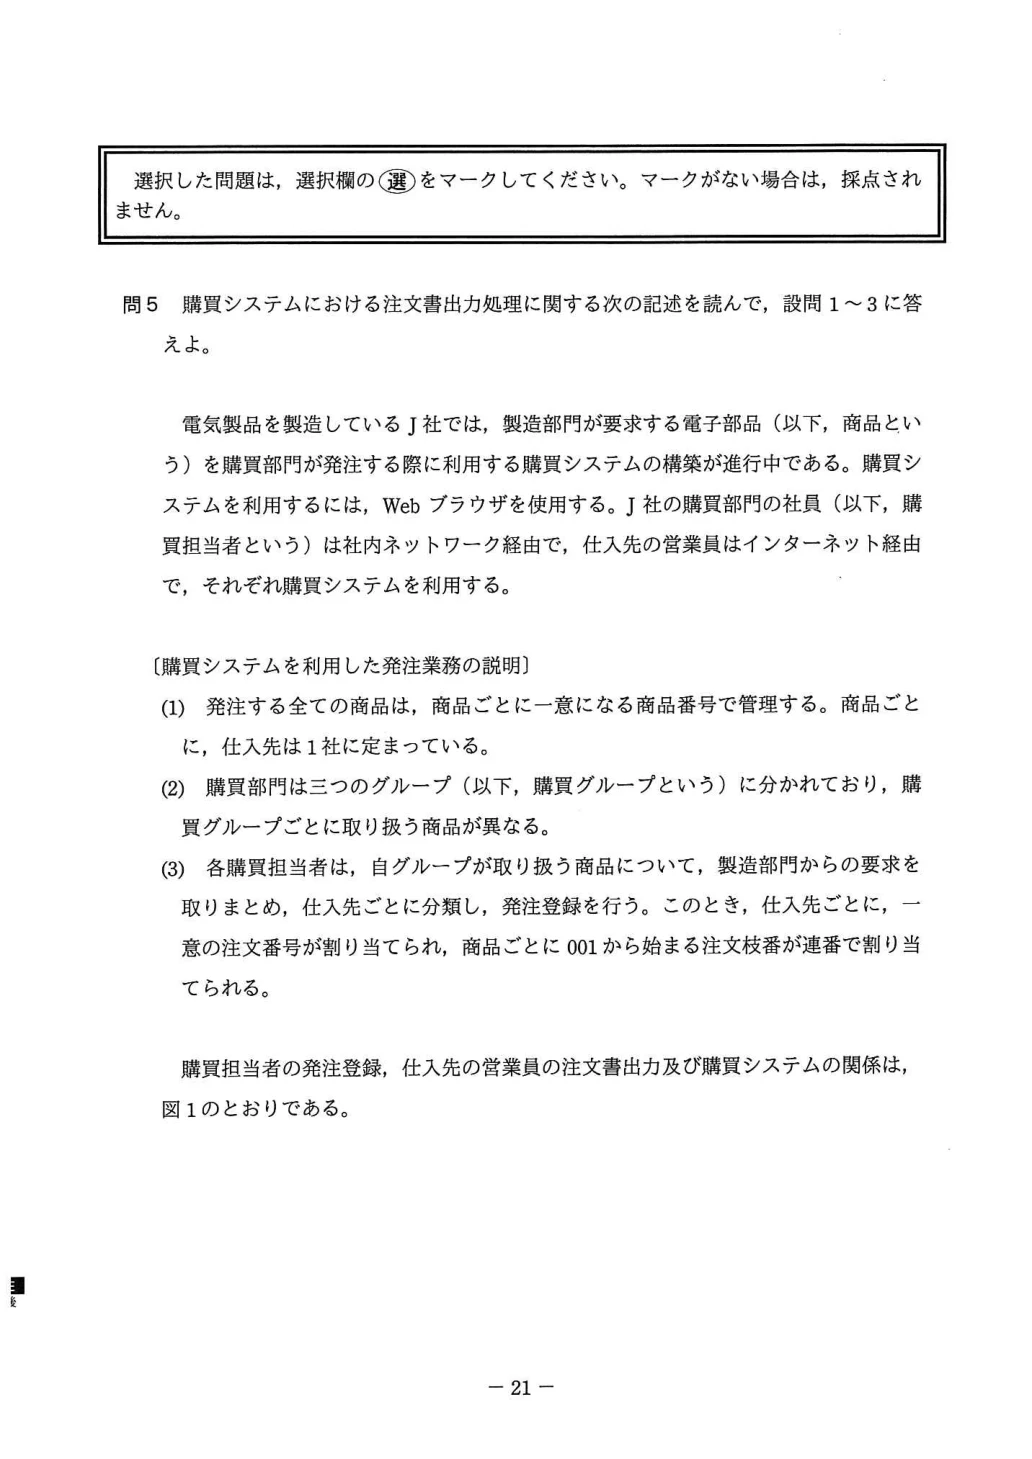 選択した問題は，選択欄の選をマークしてください。マークがない場合は，採点され
ません。
問5 購買システムにおける注文書出力処理に関する次の記述を読んで，設問 1～3 に答
えよ。
電気製品を製造している J 社では，製造部門が要求する電子部品（以下，商品とい
う）を購買部門が発注する際に利用する購買システムの構築が進行中である。購買シ
ステムを利用するには，Web ブラウザを使用する。J 社の購買部門の社員（以下，購
買担当者という）は社内ネットワーク経由で，仕入先の営業員はインターネット経由
で，それぞれ購買システムを利用する。
〔購買システムを利用した発注業務の説明〕
(1) 発注する全ての商品は，商品ごとに一意になる商品番号で管理する。商品ごと
に，仕入先は 1 社に定まっている。
(2) 購買部門は三つのグループ（以下，購買グループという）に分かれており，購
買グループごとに取り扱う商品が異なる。
(3) 各購買担当者は，自グループが取り扱う商品について，製造部門からの要求を
取りまとめ，仕入先ごとに分類し，発注登録を行う。このとき，仕入先ごとに，一
意の注文番号が割り当てられ，商品ごとに 001 から始まる注文枝番が連番で割り当
てられる。
購買担当者の発注登録，仕入先の営業員の注文書出力及び購買システムの関係は，
図 1 のとおりである。
－ 21 －